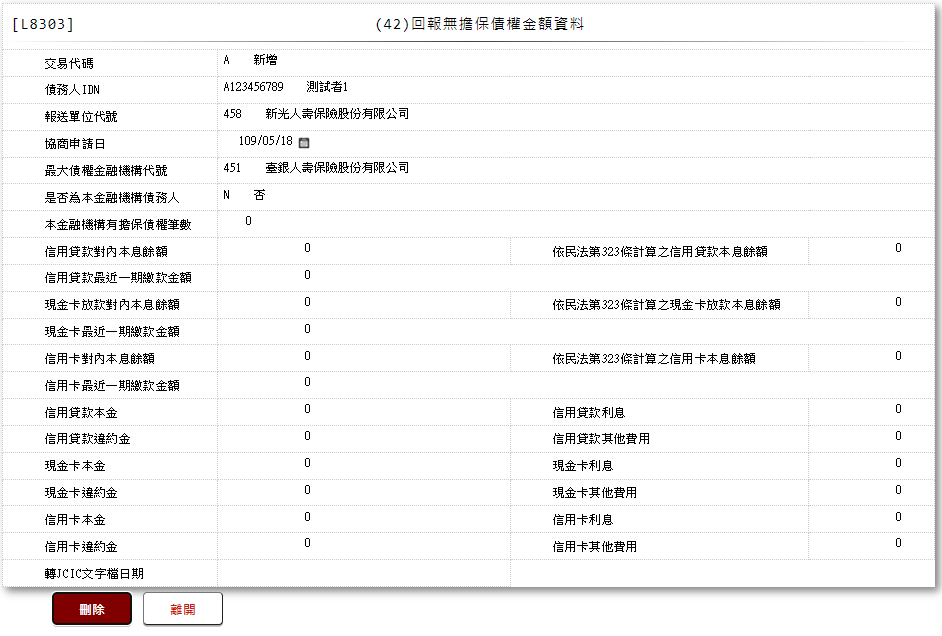 [L8303] (42)回報無擔保債權金額資料
交易代碼 A 新增
債務人IDN A123456789 測試者1
報送單位代號 458 新光人壽保險股份有限公司
協商申請日 109/05/18
最大債權金融機構代號 451 臺銀人壽保險股份有限公司
是否為本金融機構債務人 N 否
本金融機構有擔保債權筆數 0
信用貸款對內本息餘額 0 依民法第323條計算之信用貸款本息餘額 0
信用貸款最近一期繳款金額 0
現金卡放款對內本息餘額 0 依民法第323條計算之現金卡放款本息餘額 0
現金卡最近一期繳款金額 0
信用卡對內本息餘額 0 依民法第323條計算之信用卡本息餘額 0
信用卡最近一期繳款金額 0
信用貸款本金 0 信用貸款利息 0
信用貸款違約金 0 信用貸款其他費用 0
現金卡本金 0 現金卡利息 0
現金卡違約金 0 現金卡其他費用 0
信用卡本金 0 信用卡利息 0
信用卡違約金 0 信用卡其他費用 0
轉JCIC文字檔日期
刪除 離開